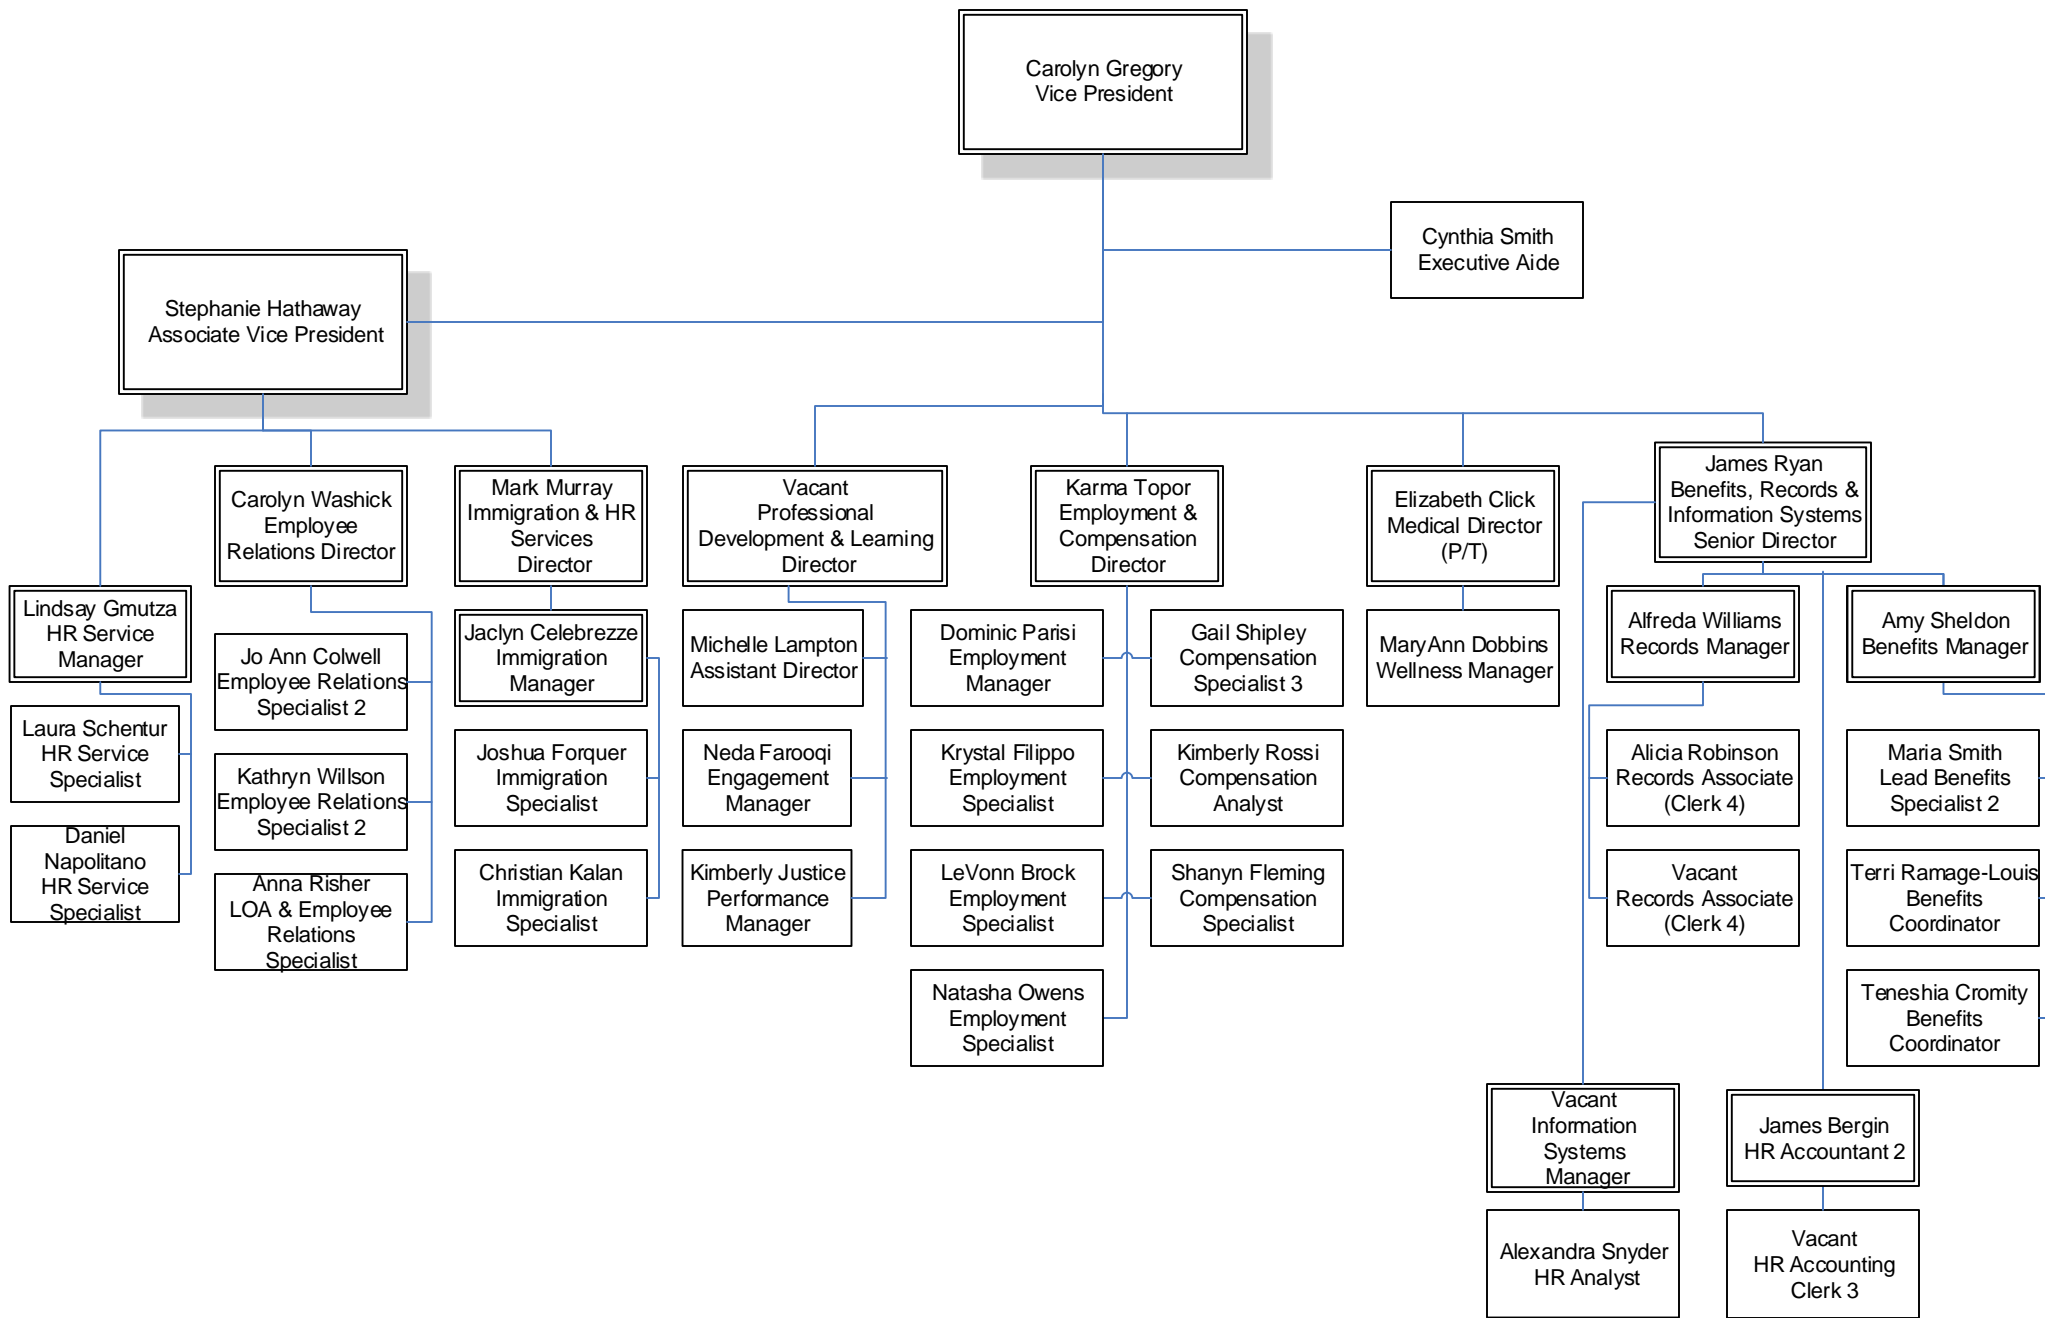 Carolyn Gregory
Vice President
Cynthia Smith
Executive Aide
Stephanie Hathaway
Associate Vice President
Lindsay Gmutza
HR Service
Manager
Laura Schentur
HR Service
Specialist
Daniel
Napolitano
HR Service
Specialist
Carolyn Washick
Employee
Relations Director
Jo Ann Colwell
Employee Relations
Specialist 2
Kathryn Willson
Employee Relations
Specialist 2
Anna Risher
LOA & Employee
Relations
Specialist
Mark Murray
Immigration & HR
Services
Director
Jaclyn Celebrezze
Immigration
Manager
Joshua Forquer
Immigration
Specialist
Christian Kalan
Immigration
Specialist
Vacant
Professional
Development & Learning
Director
Michelle Lampton
Assistant Director
Neda Farooqi
Engagement
Manager
Kimberly Justice
Performance
Manager
Karma Topor
Employment &
Compensation
Director
Dominic Parisi
Employment
Manager
Krystal Filippo
Employment
Specialist
LeVonn Brock
Employment
Specialist
Natasha Owens
Employment
Specialist
Gail Shipley
Compensation
Specialist 3
Kimberly Rossi
Compensation
Analyst
Shanyn Fleming
Compensation
Specialist
Elizabeth Click
Medical Director
(P/T)
MaryAnn Dobbins
Wellness Manager
James Ryan
Benefits, Records &
Information Systems
Senior Director
Alfreda Williams
Records Manager
Alicia Robinson
Records Associate
(Clerk 4)
Vacant
Records Associate
(Clerk 4)
Amy Sheldon
Benefits Manager
Maria Smith
Lead Benefits
Specialist 2
Terri Ramage-Louis
Benefits
Coordinator
Teneshia Cromity
Benefits
Coordinator
Vacant
Information
Systems
Manager
Alexandra Snyder
HR Analyst
James Bergin
HR Accountant 2
Vacant
HR Accounting
Clerk 3